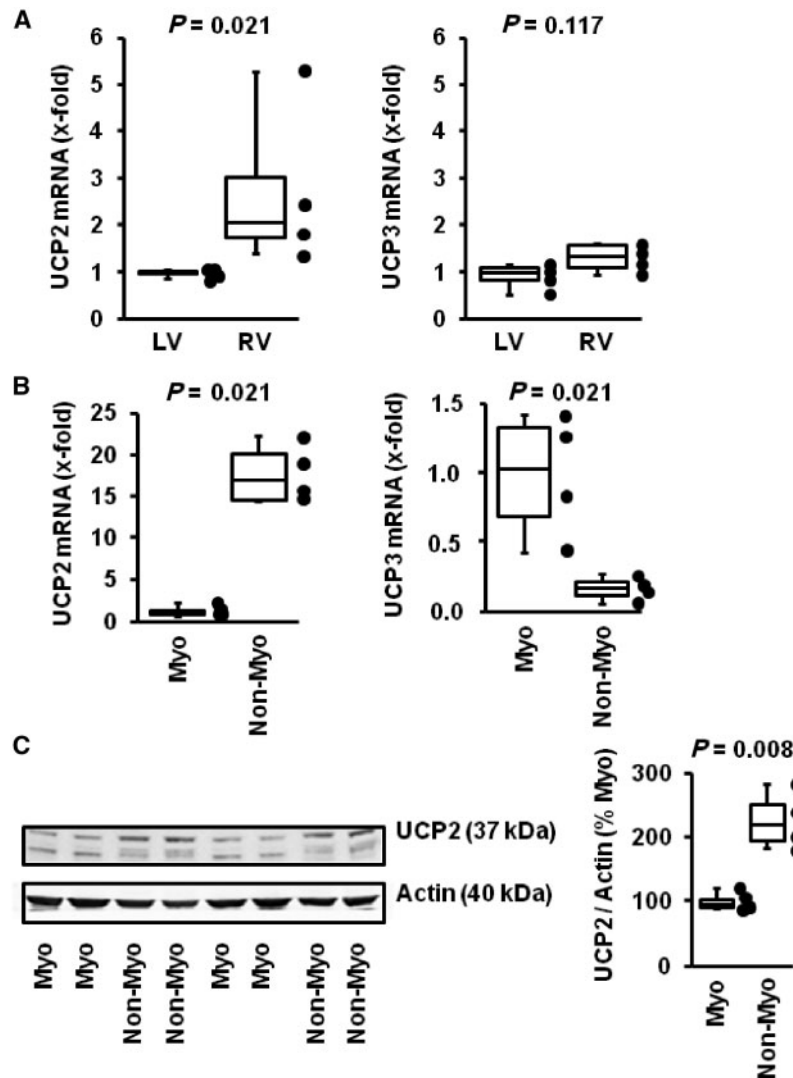 A
P = 0.021
UCP2 mRNA (x-fold)
6
5
4
3
2
1
0
LV RV
P = 0.117
UCP3 mRNA (x-fold)
6
5
4
3
2
1
0
LV RV
B
P = 0.021
UCP2 mRNA (x-fold)
25
20
15
10
5
0
Myo
Non-Myo
P = 0.021
UCP3 mRNA (x-fold)
1.5
1.0
0.5
0.0
Myo
Non-Myo
C
UCP2 (37 kDa)
Actin (40 kDa)
Myo
Myo
Non-Myo
Non-Myo
Myo
Myo
Non-Myo
Non-Myo
P = 0.008
UCP2 / Actin (% Myo)
300
200
100
0
Myo
Non-Myo